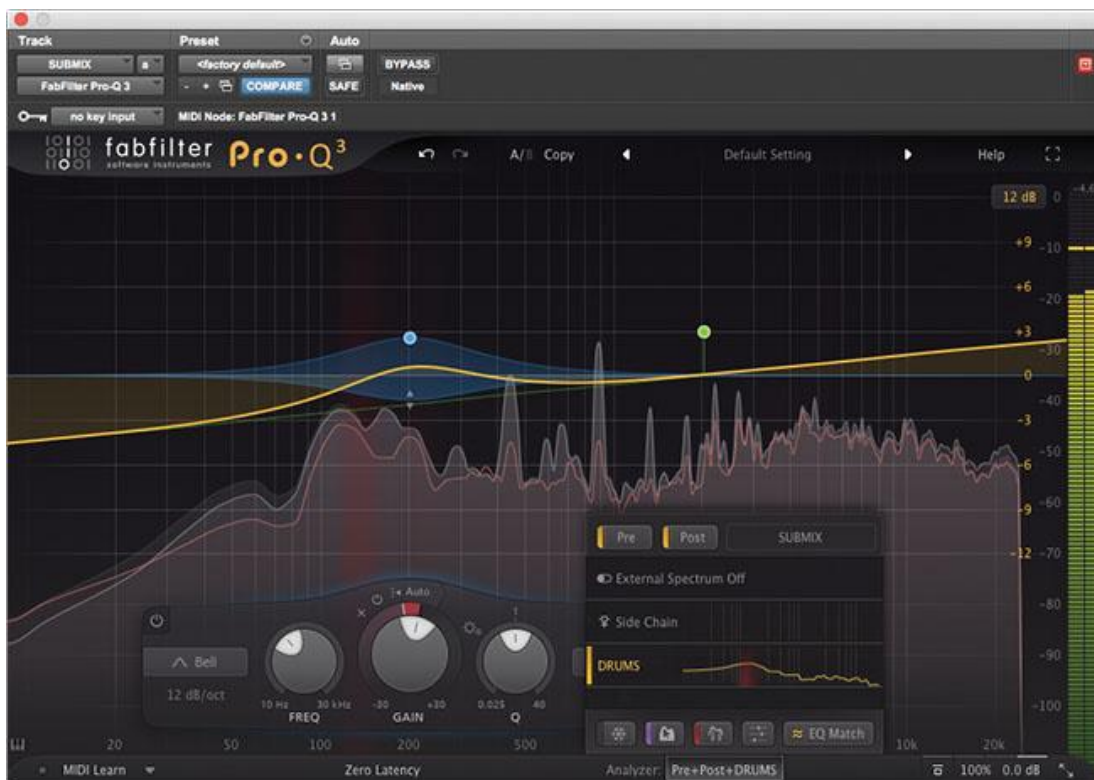 Track Preset Auto
SUBMIX a <factory default> BYPASS
FabFilter Pro-Q 3 - + COMPARE SAFE Native
no key input MIDI Node: FabFilter Pro-Q 3 1
fabfilter Pro·Q³ A/B Copy Default Setting Help
software instruments
12 dB 0 -4.6
+9 -10
+6 -20
+3 -30
0 -40
-3
-50
-6
-60
-9
-12 -70
Pre Post SUBMIX
External Spectrum Off
-80
Auto
Side Chain
Bell DRUMS -90
12 dB/oct
10 Hz 30 kHz -30 +30 0.025 40
FREQ GAIN Q
-100
EQ Match
20 50 100 200 500 10k 20k
MIDI Learn Zero Latency Analyzer: Pre+Post+DRUMS 100% 0.0 dB